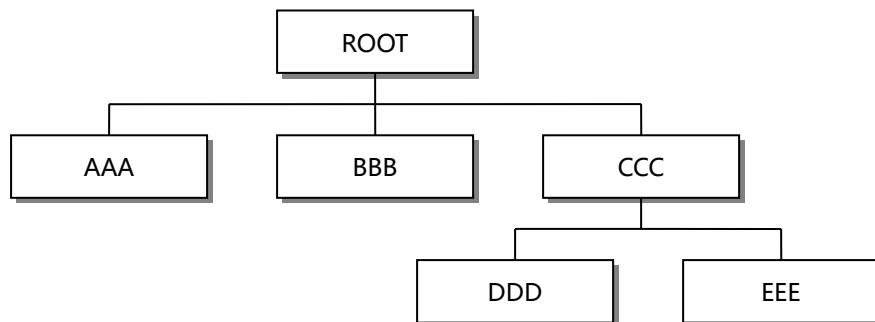 ROOT
AAA
BBB
CCC
DDD
EEE